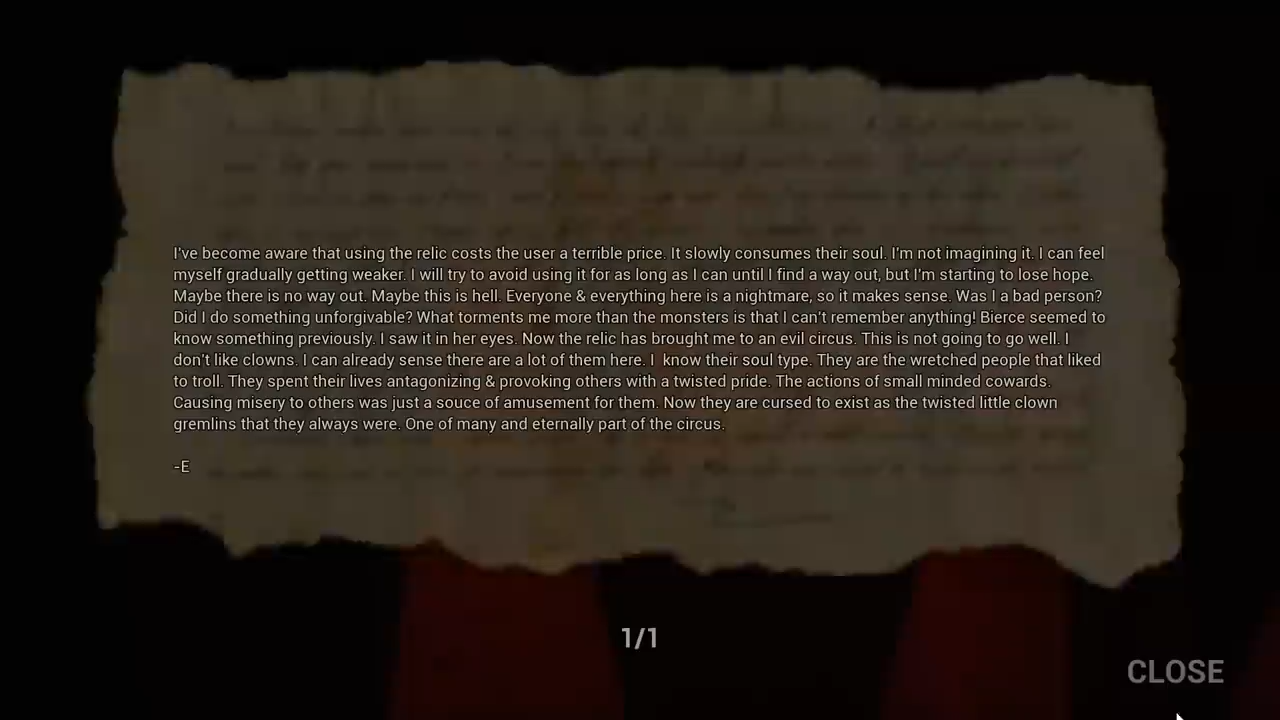 I've become aware that using the relic costs the user a terrible price. It slowly consumes their soul. I'm not imagining it. I can feel
myself gradually getting weaker. I will try to avoid using it for as long as I can until I find a way out, but I'm starting to lose hope.
Maybe there is no way out. Maybe this is hell. Everyone & everything here is a nightmare, so it makes sense. Was I a bad person?
Did I do something unforgivable? What torments me more than the monsters is that I can't remember anything! Bierce seemed to
know something previously. I saw it in her eyes. Now the relic has brought me to an evil circus. This is not going to go well. I
don't like clowns. I can already sense there are a lot of them here. I  know their soul type. They are the wretched people that liked
to troll. They spent their lives antagonizing & provoking others with a twisted pride. The actions of small minded cowards.
Causing misery to others was just a souce of amusement for them. Now they are cursed to exist as the twisted little clown
gremlins that they always were. One of many and eternally part of the circus.
-E
1/1
CLOSE